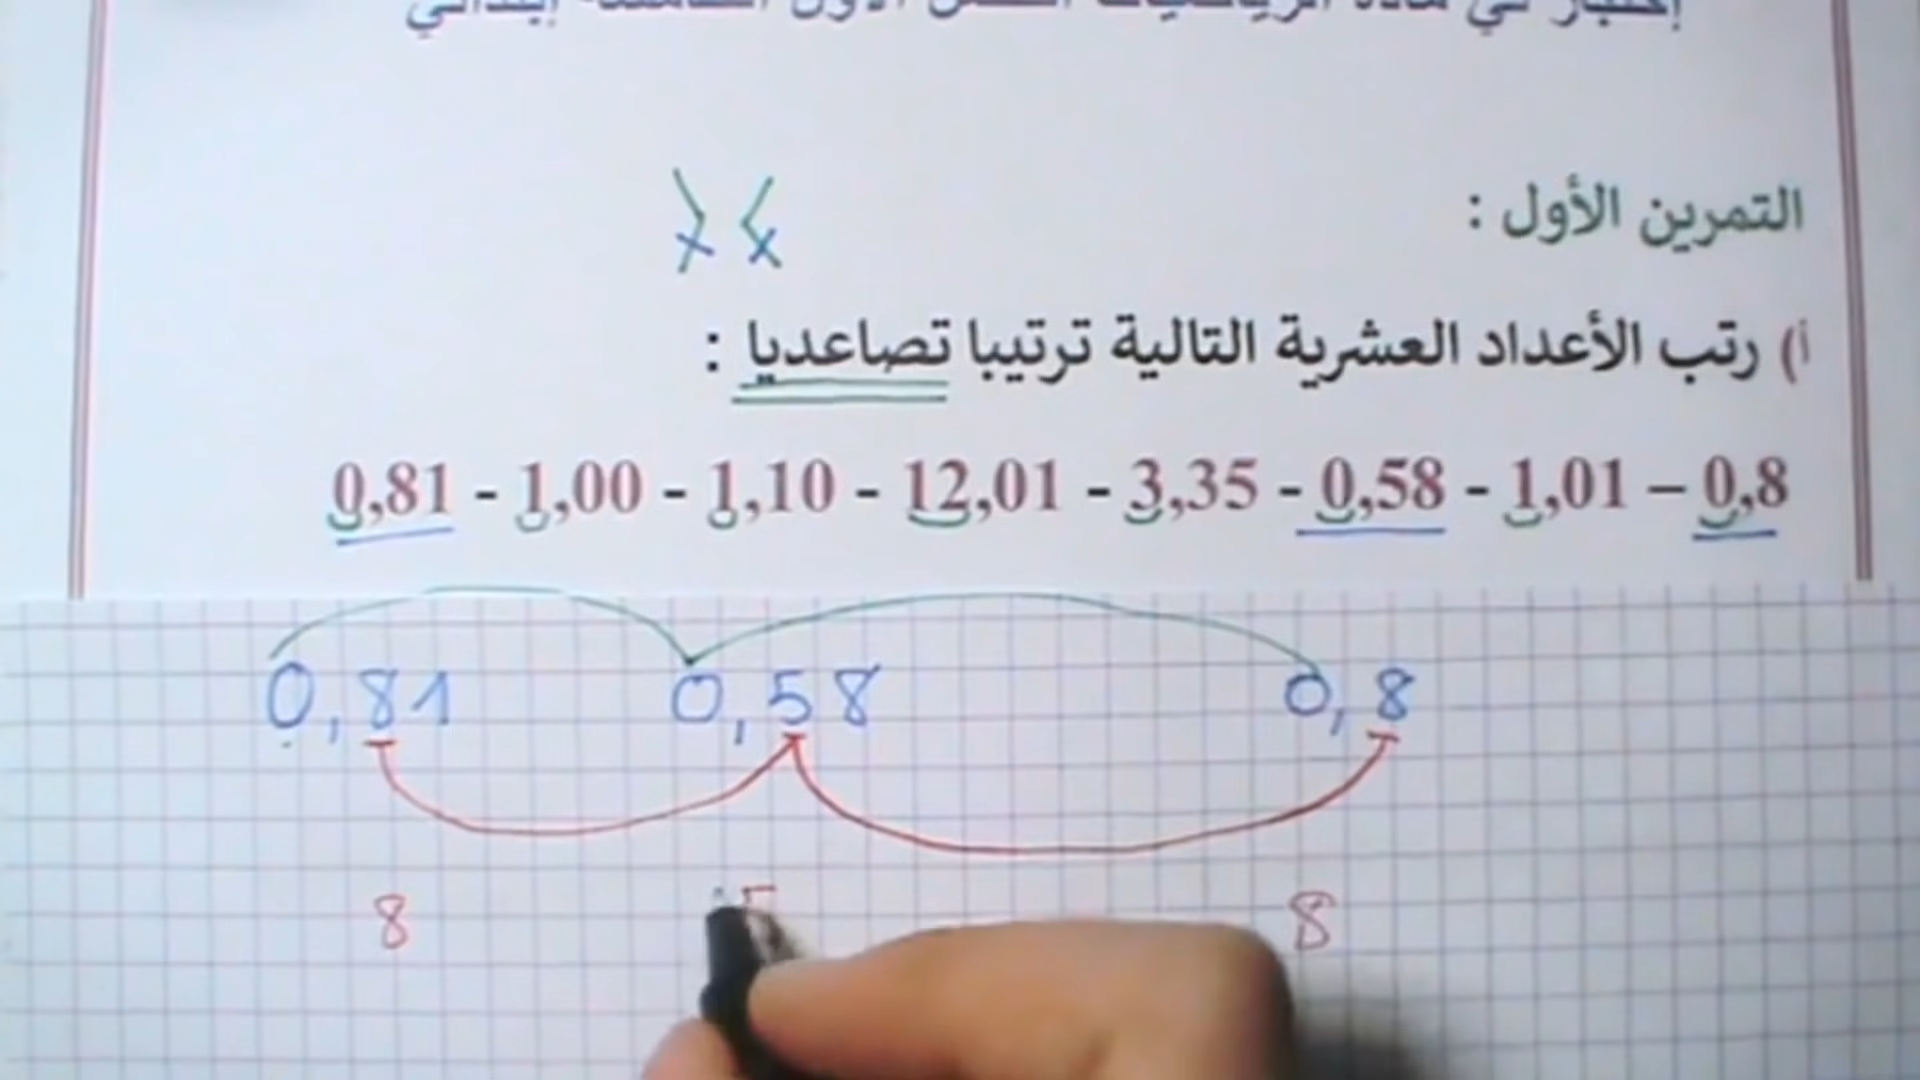 التمرين الأول :
أ) رتب الأعداد العشرية التالية ترتيبا تصاعديا :
0,81 - 1,00 - 1,10 - 12,01 - 3,35 - 0,58 - 1,01 – 0,8
0,81 0,58 0,8
8 5 8